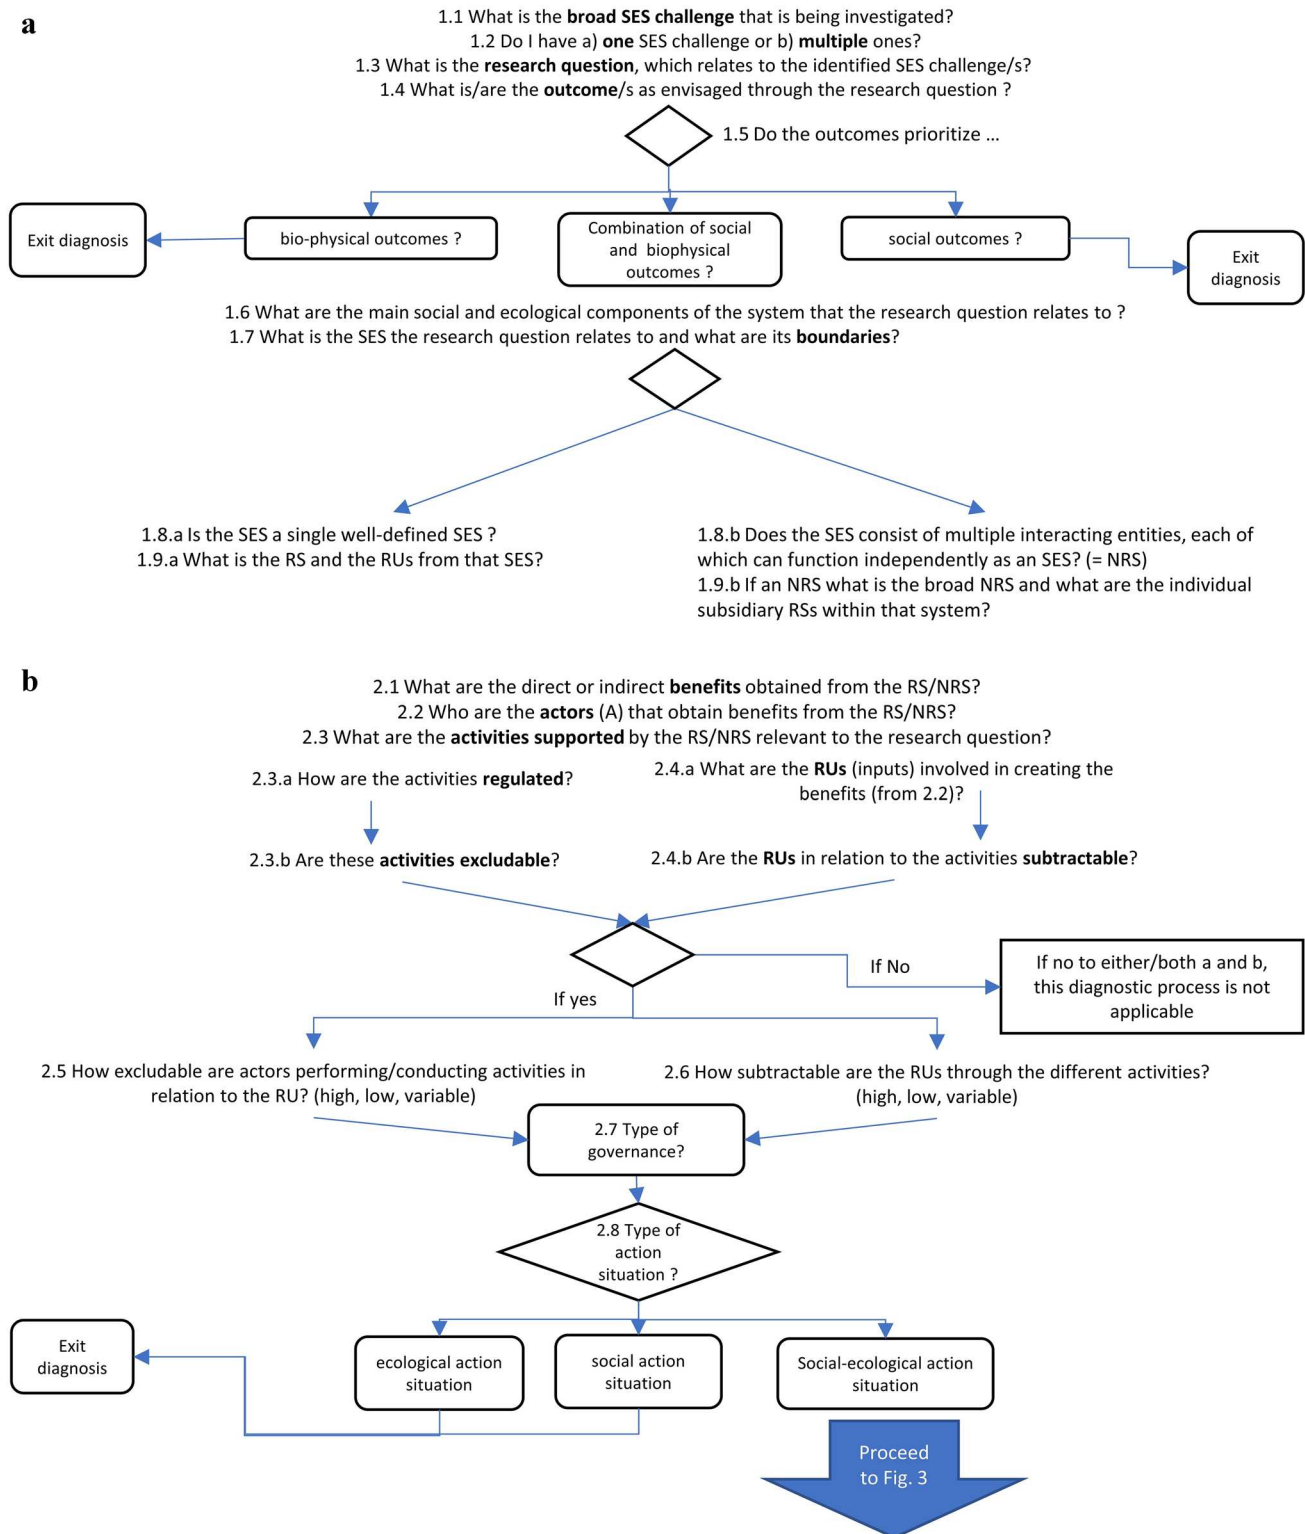 a
1.1 What is the broad SES challenge that is being investigated?
1.2 Do I have a) one SES challenge or b) multiple ones?
1.3 What is the research question, which relates to the identified SES challenge/s?
1.4 What is/are the outcome/s as envisaged through the research question ?
1.5 Do the outcomes prioritize ...
Exit diagnosis
bio-physical outcomes ?
Combination of social
and biophysical
outcomes ?
social outcomes ?
Exit
diagnosis
1.6 What are the main social and ecological components of the system that the research question relates to ?
1.7 What is the SES the research question relates to and what are its boundaries?
1.8.a Is the SES a single well-defined SES ?
1.9.a What is the RS and the RUs from that SES?
1.8.b Does the SES consist of multiple interacting entities, each of
which can function independently as an SES? (= NRS)
1.9.b If an NRS what is the broad NRS and what are the individual
subsidiary RSs within that system?
b
2.1 What are the direct or indirect benefits obtained from the RS/NRS?
2.2 Who are the actors (A) that obtain benefits from the RS/NRS?
2.3 What are the activities supported by the RS/NRS relevant to the research question?
2.3.a How are the activities regulated?
2.4.a What are the RUs (inputs) involved in creating the
benefits (from 2.2)?
2.3.b Are these activities excludable?
2.4.b Are the RUs in relation to the activities subtractable?
If No
If no to either/both a and b,
this diagnostic process is not
applicable
If yes
2.5 How excludable are actors performing/conducting activities in
relation to the RU? (high, low, variable)
2.6 How subtractable are the RUs through the different activities?
(high, low, variable)
2.7 Type of
governance?
2.8 Type of
action
situation ?
Exit
diagnosis
ecological action
situation
social action
situation
Social-ecological action
situation
Proceed
to Fig. 3